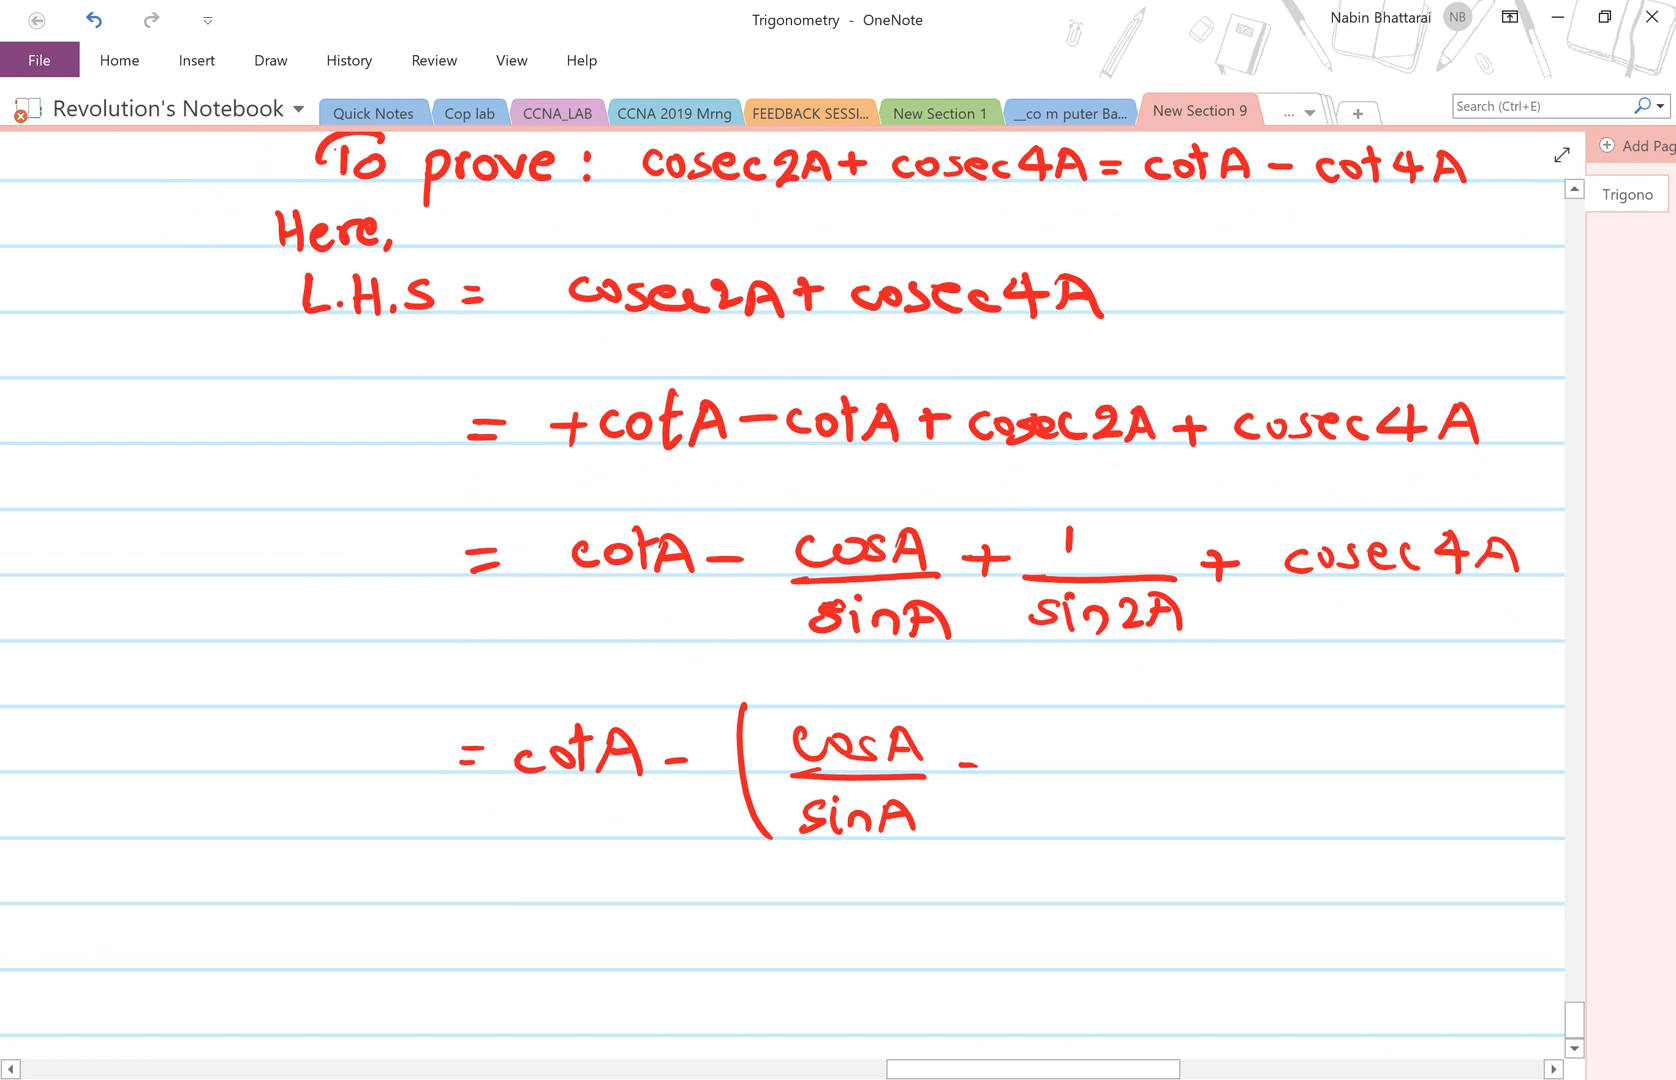 Trigonometry - OneNote
Nabin Bhattarai NB
File Home Insert Draw History Review View Help
Revolution's Notebook Quick Notes Cop lab CCNA_LAB CCNA 2019 Mrng FEEDBACK SESSI... New Section 1 __co m puter Ba... New Section 9 ... Search (Ctrl+E)
Add Pag
Trigono
To prove : cosec2A + cosec4A = cotA - cot4A
Here,
L.H.S = cosec2A + cosec4A
= +cotA - cotA + cosec2A + cosec4A
= cotA - cosA/sinA + 1/sin2A + cosec4A
= cotA - ( cosA/sinA -